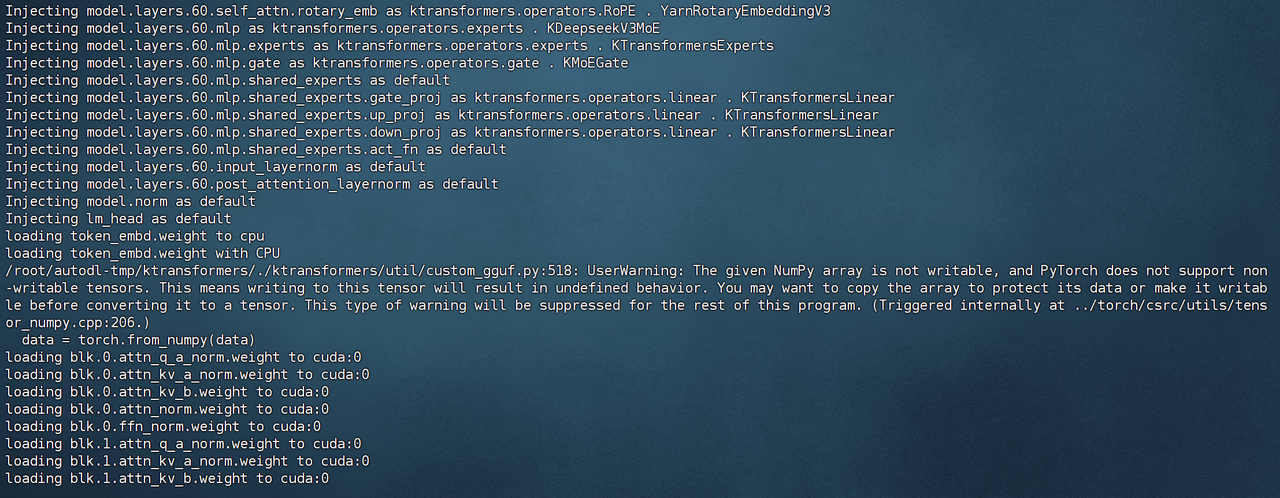 Injecting model.layers.60.self_attn.rotary_emb as ktransformers.operators.RoPE . YarnRotaryEmbeddingV3
Injecting model.layers.60.mlp as ktransformers.operators.experts . KDeepseekV3MoE
Injecting model.layers.60.mlp.experts as ktransformers.operators.experts . KTransformersExperts
Injecting model.layers.60.mlp.gate as ktransformers.operators.gate . KMoEGate
Injecting model.layers.60.mlp.shared_experts as default
Injecting model.layers.60.mlp.shared_experts.gate_proj as ktransformers.operators.linear . KTransformersLinear
Injecting model.layers.60.mlp.shared_experts.up_proj as ktransformers.operators.linear . KTransformersLinear
Injecting model.layers.60.mlp.shared_experts.down_proj as ktransformers.operators.linear . KTransformersLinear
Injecting model.layers.60.mlp.shared_experts.act_fn as default
Injecting model.layers.60.input_layernorm as default
Injecting model.layers.60.post_attention_layernorm as default
Injecting model.norm as default
Injecting lm_head as default
loading token_embd.weight to cpu
loading token_embd.weight with CPU
/root/autodl-tmp/ktransformers/./ktransformers/util/custom_gguf.py:518: UserWarning: The given NumPy array is not writable, and PyTorch does not support non
-writable tensors. This means writing to this tensor will result in undefined behavior. You may want to copy the array to protect its data or make it writab
le before converting it to a tensor. This type of warning will be suppressed for the rest of this program. (Triggered internally at ../torch/csrc/utils/tens
or_numpy.cpp:206.)
  data = torch.from_numpy(data)
loading blk.0.attn_q_a_norm.weight to cuda:0
loading blk.0.attn_kv_a_norm.weight to cuda:0
loading blk.0.attn_kv_b.weight to cuda:0
loading blk.0.attn_norm.weight to cuda:0
loading blk.0.ffn_norm.weight to cuda:0
loading blk.1.attn_q_a_norm.weight to cuda:0
loading blk.1.attn_kv_a_norm.weight to cuda:0
loading blk.1.attn_kv_b.weight to cuda:0